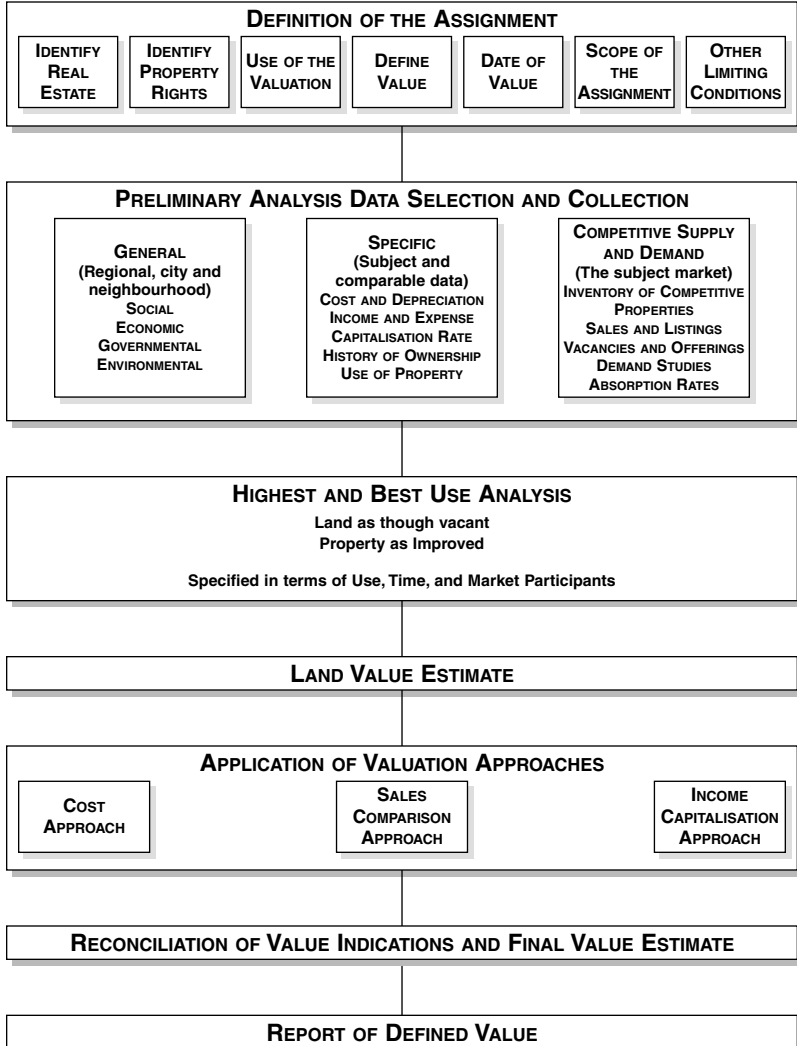 DEFINITION OF THE ASSIGNMENT
IDENTIFY
REAL
ESTATE
IDENTIFY
PROPERTY
RIGHTS
USE OF THE
VALUATION
DEFINE
VALUE
DATE OF
VALUE
SCOPE OF
THE
ASSIGNMENT
OTHER
LIMITING
CONDITIONS
PRELIMINARY ANALYSIS DATA SELECTION AND COLLECTION
GENERAL
(Regional, city and
neighbourhood)
SOCIAL
ECONOMIC
GOVERNMENTAL
ENVIRONMENTAL
SPECIFIC
(Subject and
comparable data)
COST AND DEPRECIATION
INCOME AND EXPENSE
CAPITALISATION RATE
HISTORY OF OWNERSHIP
USE OF PROPERTY
COMPETITIVE SUPPLY
AND DEMAND
(The subject market)
INVENTORY OF COMPETITIVE
PROPERTIES
SALES AND LISTINGS
VACANCIES AND OFFERINGS
DEMAND STUDIES
ABSORPTION RATES
HIGHEST AND BEST USE ANALYSIS
Land as though vacant
Property as Improved
Specified in terms of Use, Time, and Market Participants
LAND VALUE ESTIMATE
APPLICATION OF VALUATION APPROACHES
COST
APPROACH
SALES
COMPARISON
APPROACH
INCOME
CAPITALISATION
APPROACH
RECONCILIATION OF VALUE INDICATIONS AND FINAL VALUE ESTIMATE
REPORT OF DEFINED VALUE